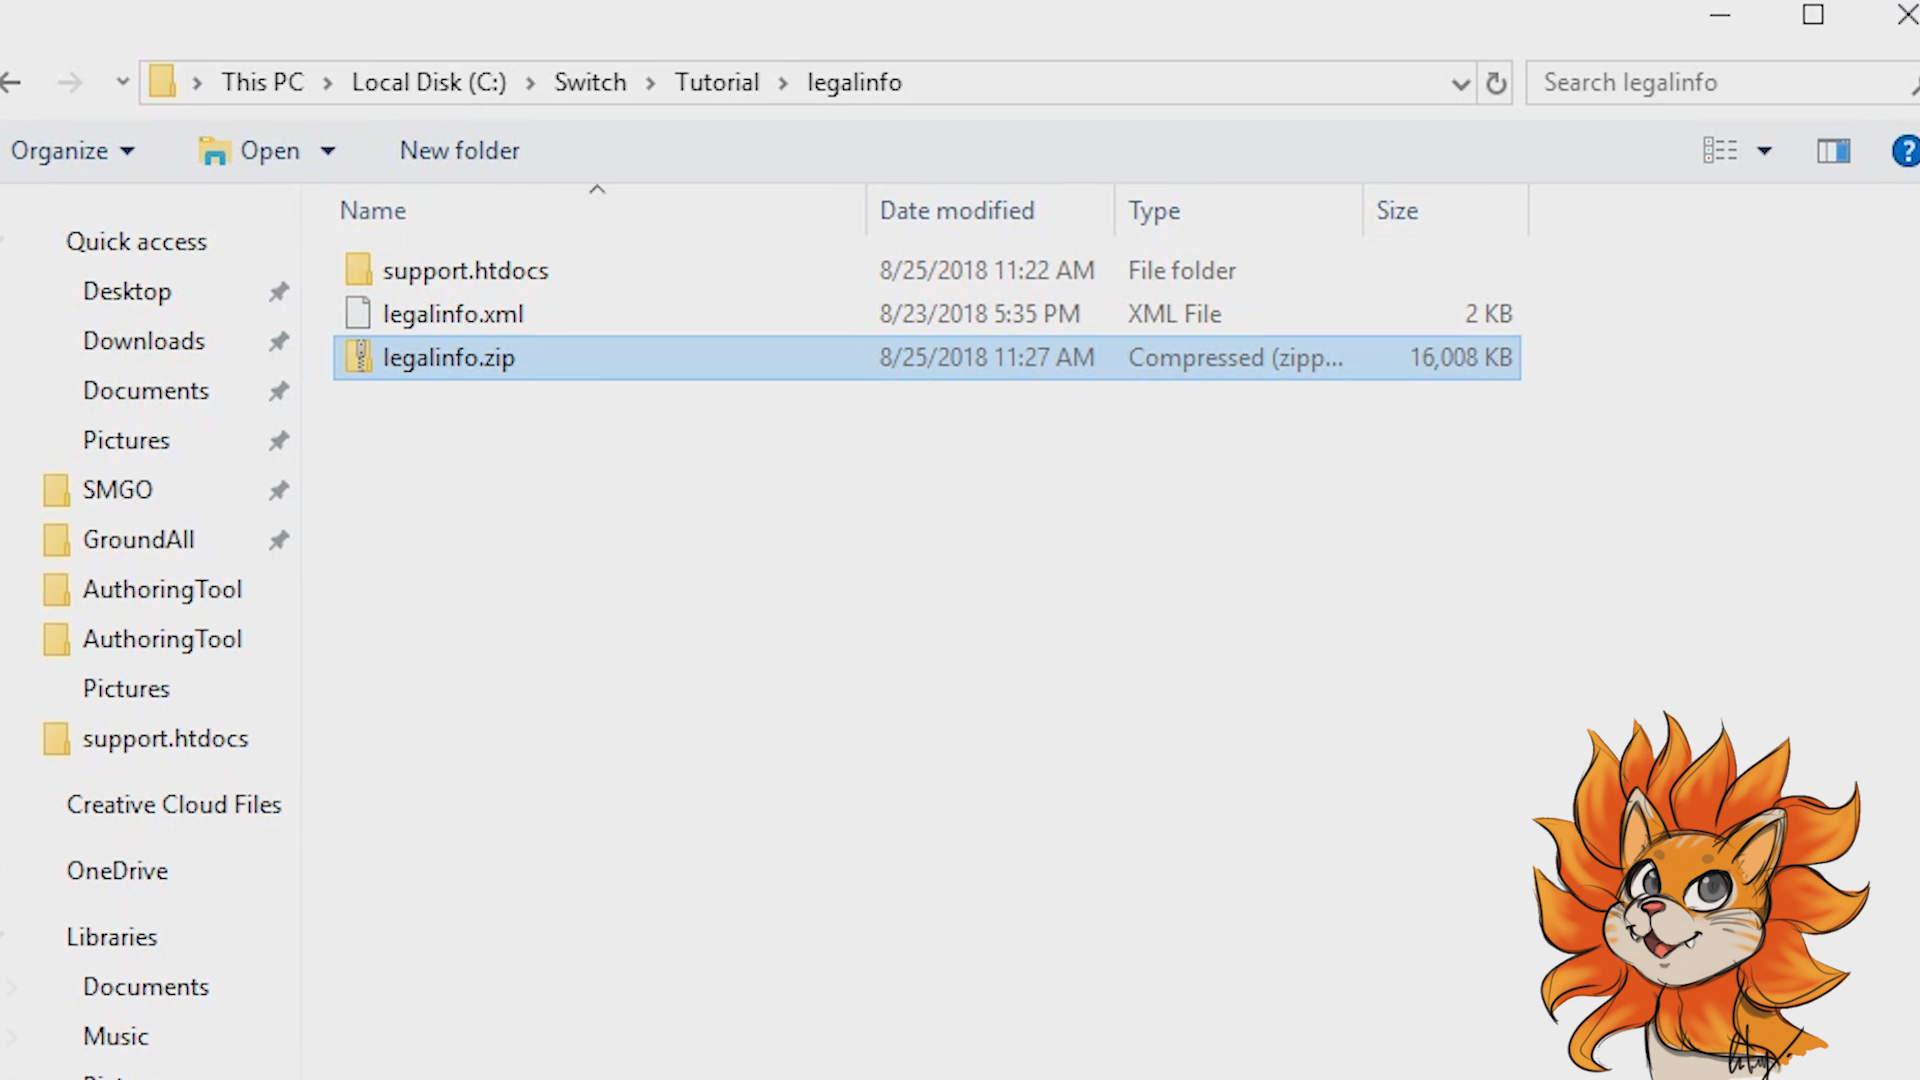 This PC > Local Disk (C:) > Switch > Tutorial > legalinfo
Search legalinfo
Organize
Open
New folder
Name
Date modified
Type
Size
support.htdocs 8/25/2018 11:22 AM File folder
legalinfo.xml 8/23/2018 5:35 PM XML File 2 KB
legalinfo.zip 8/25/2018 11:27 AM Compressed (zipp... 16,008 KB
Quick access
Desktop
Downloads
Documents
Pictures
SMGO
GroundAll
AuthoringTool
AuthoringTool
Pictures
support.htdocs
Creative Cloud Files
OneDrive
Libraries
Documents
Music